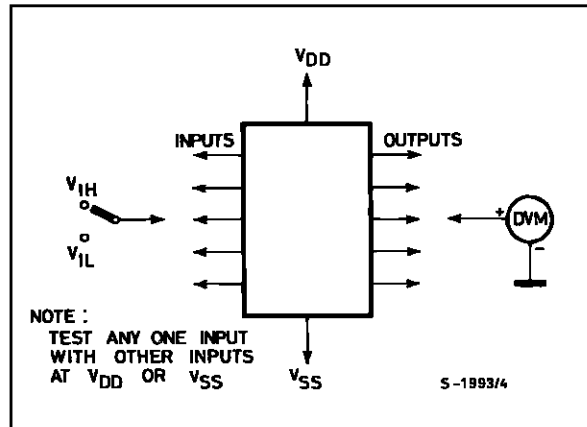 VDD
INPUTS OUTPUTS
VIH
VIL
+ DVM
-
NOTE :
TEST ANY ONE INPUT
WITH OTHER INPUTS
AT VDD OR VSS
VSS
S-1993/4